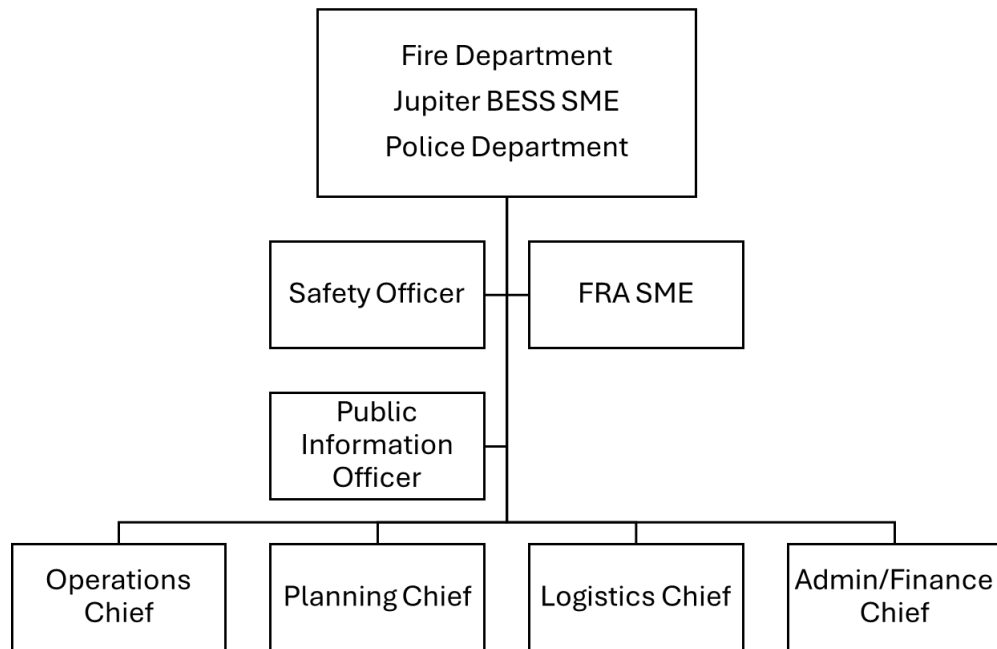 Fire Department
Jupiter BESS SME
Police Department
Safety Officer
FRA SME
Public
Information
Officer
Operations
Chief
Planning Chief
Logistics Chief
Admin/Finance
Chief